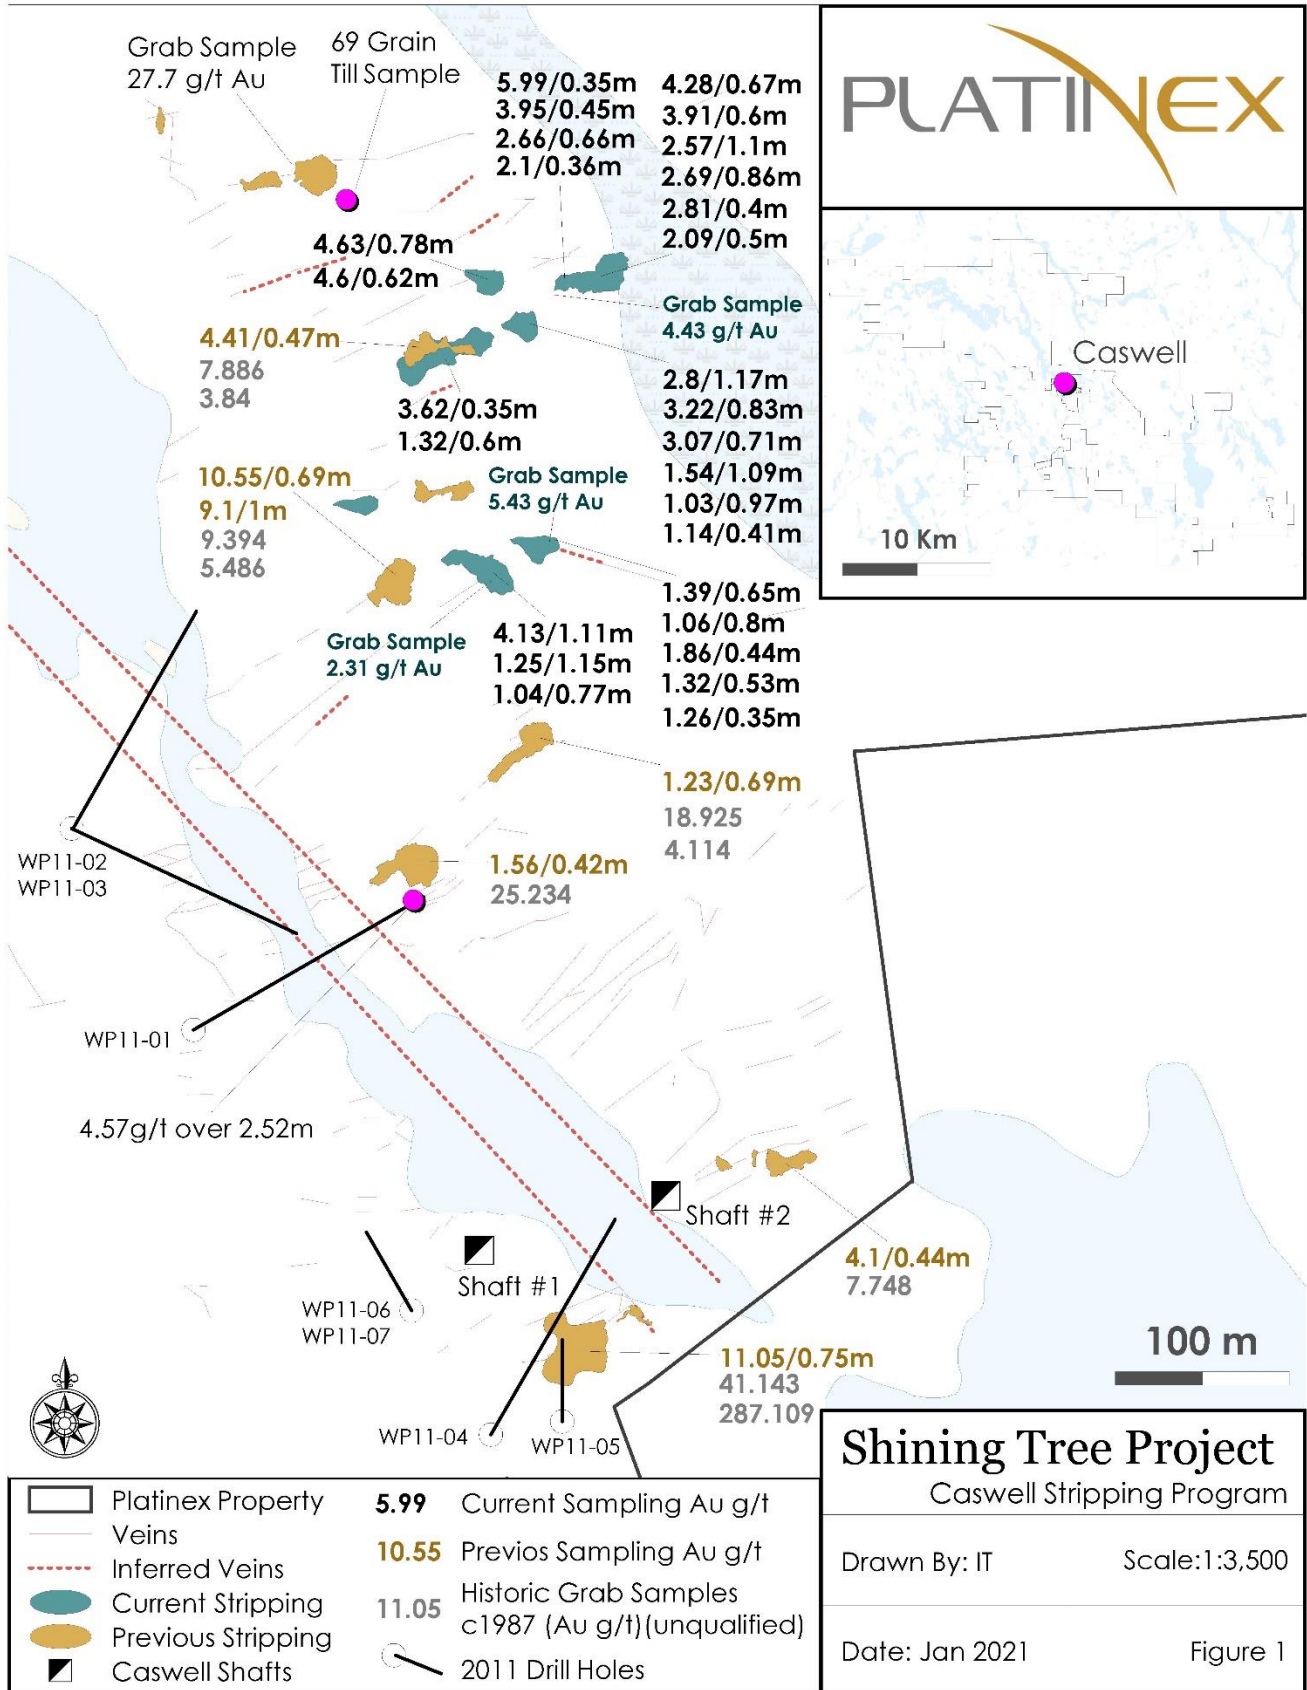 Grab Sample
27.7 g/t Au
69 Grain
Till Sample
5.99/0.35m
3.95/0.45m
2.66/0.66m
2.1/0.36m
4.28/0.67m
3.91/0.6m
2.57/1.1m
2.69/0.86m
2.81/0.4m
2.09/0.5m
PLATINEX
4.63/0.78m
4.6/0.62m
Grab Sample
4.43 g/t Au
Caswell
10 Km
4.41/0.47m
7.886
3.84
3.62/0.35m
1.32/0.6m
2.8/1.17m
3.22/0.83m
3.07/0.71m
1.54/1.09m
1.03/0.97m
1.14/0.41m
10.55/0.69m
9.1/1m
9.394
5.486
Grab Sample
5.43 g/t Au
1.39/0.65m
1.06/0.8m
1.86/0.44m
1.32/0.53m
1.26/0.35m
Grab Sample
2.31 g/t Au
4.13/1.11m
1.25/1.15m
1.04/0.77m
1.23/0.69m
18.925
4.114
WP11-02
WP11-03
1.56/0.42m
25.234
WP11-01
4.57g/t over 2.52m
Shaft #2
Shaft #1
4.1/0.44m
7.748
WP11-06
WP11-07
11.05/0.75m
41.143
287.109
100 m
WP11-04
WP11-05
Platinex Property
Veins
Inferred Veins
Current Stripping
Previous Stripping
Caswell Shafts
5.99 Current Sampling Au g/t
10.55 Previos Sampling Au g/t
11.05 Historic Grab Samples
c1987 (Au g/t)(unqualified)
2011 Drill Holes
Shining Tree Project
Caswell Stripping Program
Drawn By: IT
Scale:1:3,500
Date: Jan 2021
Figure 1